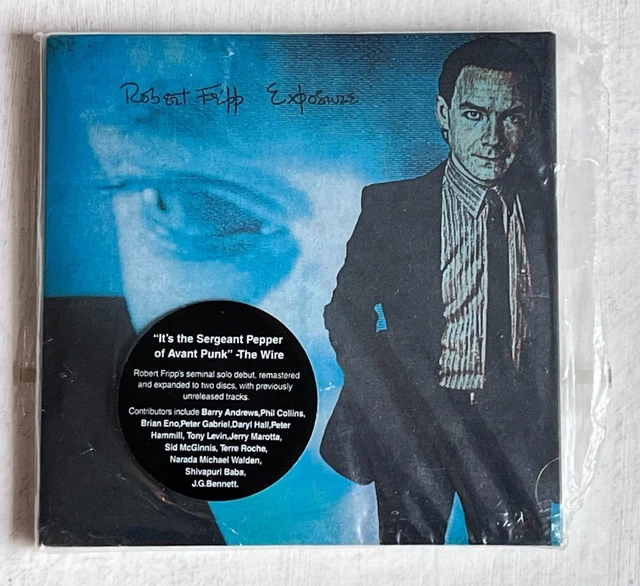 Robert Fripp Exposure
"It's the Sergeant Pepper
of Avant Punk" -The Wire
Robert Fripp's seminal solo debut, remastered
and expanded to two discs, with previously
unreleased tracks.
Contributors include Barry Andrews,Phil Collins,
Brian Eno,Peter Gabriel,Daryl Hall,Peter
Hammill, Tony Levin,Jerry Marotta,
Sid McGinnis, Terre Roche,
Narada Michael Walden,
Shivapuri Baba,
J.G.Bennett.